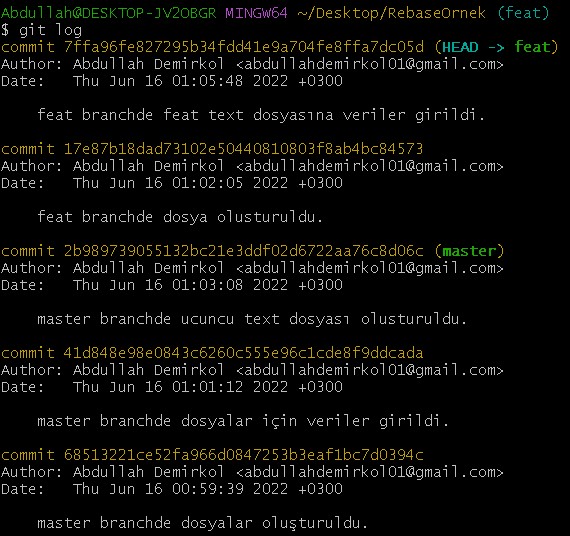 Abdullah@DESKTOP-JV2OBGR MINGW64 ~/Desktop/RebaseOrnek (feat)
$ git log
commit 7ffa96fe827295b34fdd41e9a704fe8ffa7dc05d (HEAD -> feat)
Author: Abdullah Demirkol <abdullahdemirkol01@gmail.com>
Date:   Thu Jun 16 01:05:48 2022 +0300
feat branchde feat text dosyasına veriler girildi.
commit 17e87b18dad73102e50440810803f8ab4bc84573
Author: Abdullah Demirkol <abdullahdemirkol01@gmail.com>
Date:   Thu Jun 16 01:02:05 2022 +0300
feat branchde dosya olusturuldu.
commit 2b989739055132bc21e3ddf02d6722aa76c8d06c (master)
Author: Abdullah Demirkol <abdullahdemirkol01@gmail.com>
Date:   Thu Jun 16 01:03:08 2022 +0300
master branchde ucuncu text dosyası olusturuldu.
commit 41d848e98e0843c6260c555e96c1cde8f9ddcada
Author: Abdullah Demirkol <abdullahdemirkol01@gmail.com>
Date:   Thu Jun 16 01:01:12 2022 +0300
master branchde dosyalar için veriler girildi.
commit 68513221ce52fa966d0847253b3eaf1bc7d0394c
Author: Abdullah Demirkol <abdullahdemirkol01@gmail.com>
Date:   Thu Jun 16 00:59:39 2022 +0300
master branchde dosyalar oluşturuldu.